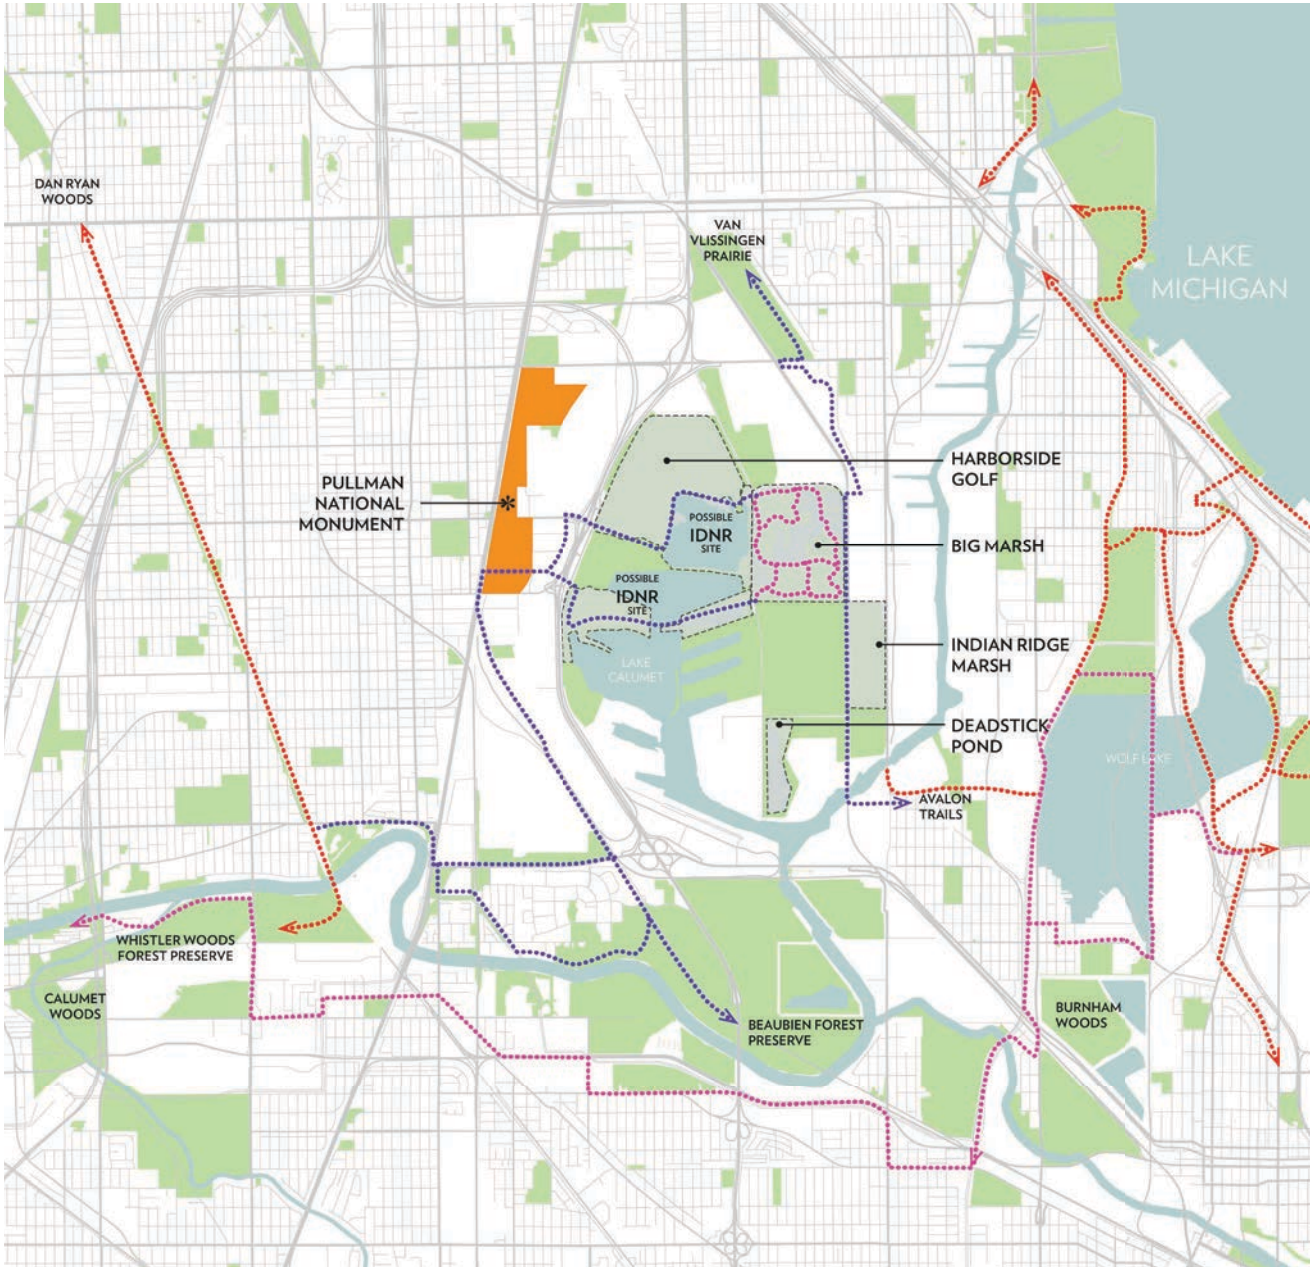 DAN RYAN
WOODS
VAN
VLISSINGEN
PRAIRIE
LAKE
MICHIGAN
PULLMAN
NATIONAL
MONUMENT
*
HARBORSIDE
GOLF
POSSIBLE
IDNR
SITE
BIG MARSH
POSSIBLE
IDNR
SITE
INDIAN RIDGE
MARSH
LAKE
CALUMET
DEADSTICK
POND
WOLF LAKE
AVALON
TRAILS
WHISTLER WOODS
FOREST PRESERVE
CALUMET
WOODS
BURNHAM
WOODS
BEAUBIEN FOREST
PRESERVE